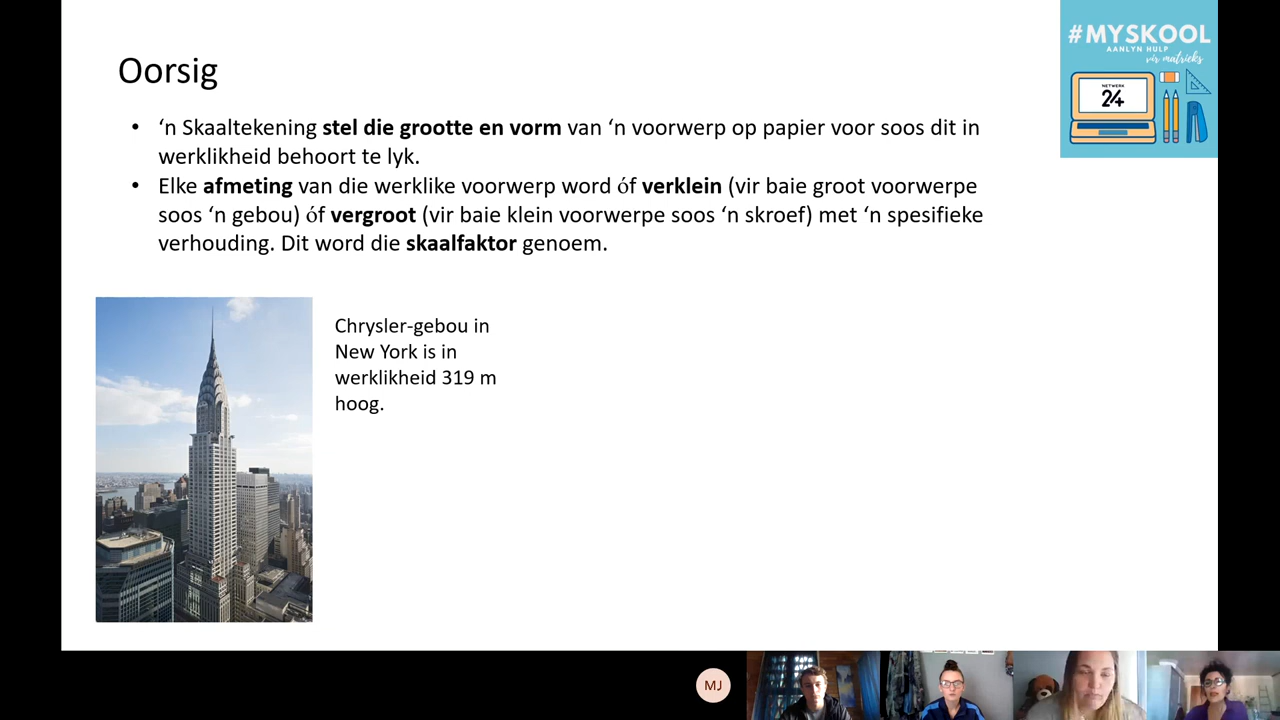 #MYSKOOL
AANLYN HULP
vir matrieks
NETWERK
24
Oorsig
• ‘n Skaaltekening stel die grootte en vorm van ‘n voorwerp op papier voor soos dit in
werklikheid behoort te lyk.
• Elke afmeting van die werklike voorwerp word óf verklein (vir baie groot voorwerpe
soos ‘n gebou) óf vergroot (vir baie klein voorwerpe soos ‘n skroef) met ‘n spesifieke
verhouding. Dit word die skaalfaktor genoem.
Chrysler-gebou in
New York is in
werklikheid 319 m
hoog.
MJ